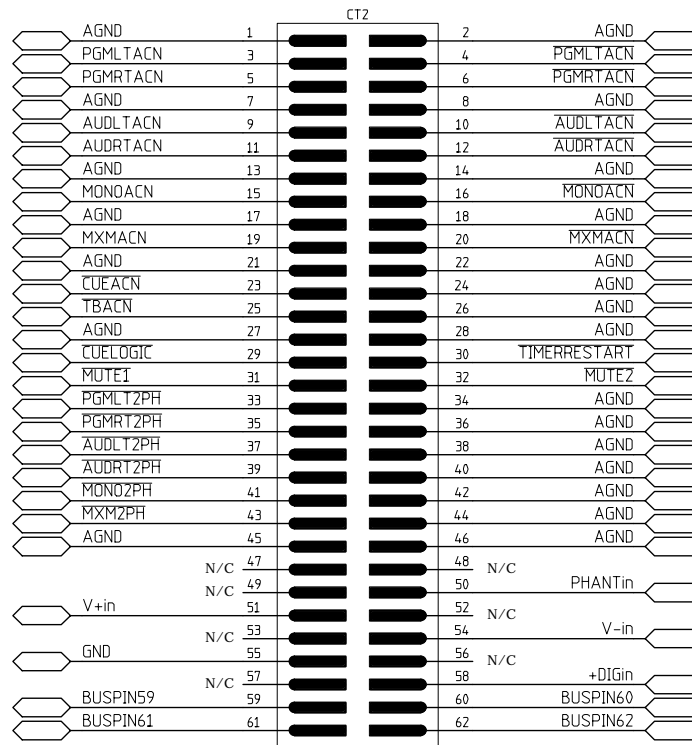 CT2
AGND 1 2 AGND
PGMLTACN 3 4 PGMLTACN
PGMRTACN 5 6 PGMRTACN
AGND 7 8 AGND
AUDLTACN 9 10 AUDLTACN
AUDRTACN 11 12 AUDRTACN
AGND 13 14 AGND
MONOACN 15 16 MONOACN
AGND 17 18 AGND
MXMACN 19 20 MXMACN
AGND 21 22 AGND
CUEACN 23 24 AGND
TBACN 25 26 AGND
AGND 27 28 AGND
CUELOGIC 29 30 TIMERRESTART
MUTE1 31 32 MUTE2
PGMLT2PH 33 34 AGND
PGMRT2PH 35 36 AGND
AUDLT2PH 37 38 AGND
AUDRT2PH 39 40 AGND
MONO2PH 41 42 AGND
MXM2PH 43 44 AGND
AGND 45 46 AGND
N/C 47 48 N/C
N/C 49 50 PHANTin
V+in 51 52 N/C
N/C 53 54 V-in
GND 55 56 N/C
N/C 57 58 +DIGin
BUSPIN59 59 60 BUSPIN60
BUSPIN61 61 62 BUSPIN62